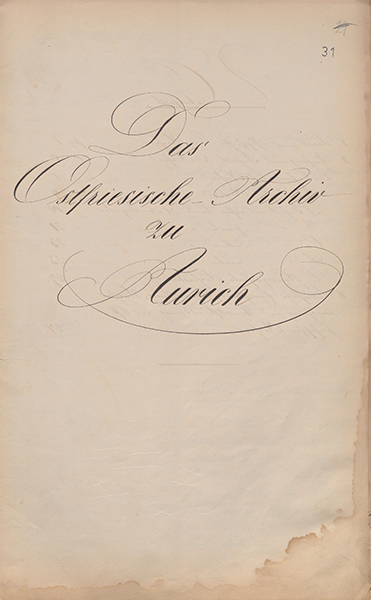 31
Das
Ostfriesische Archiv
zu
Aurich